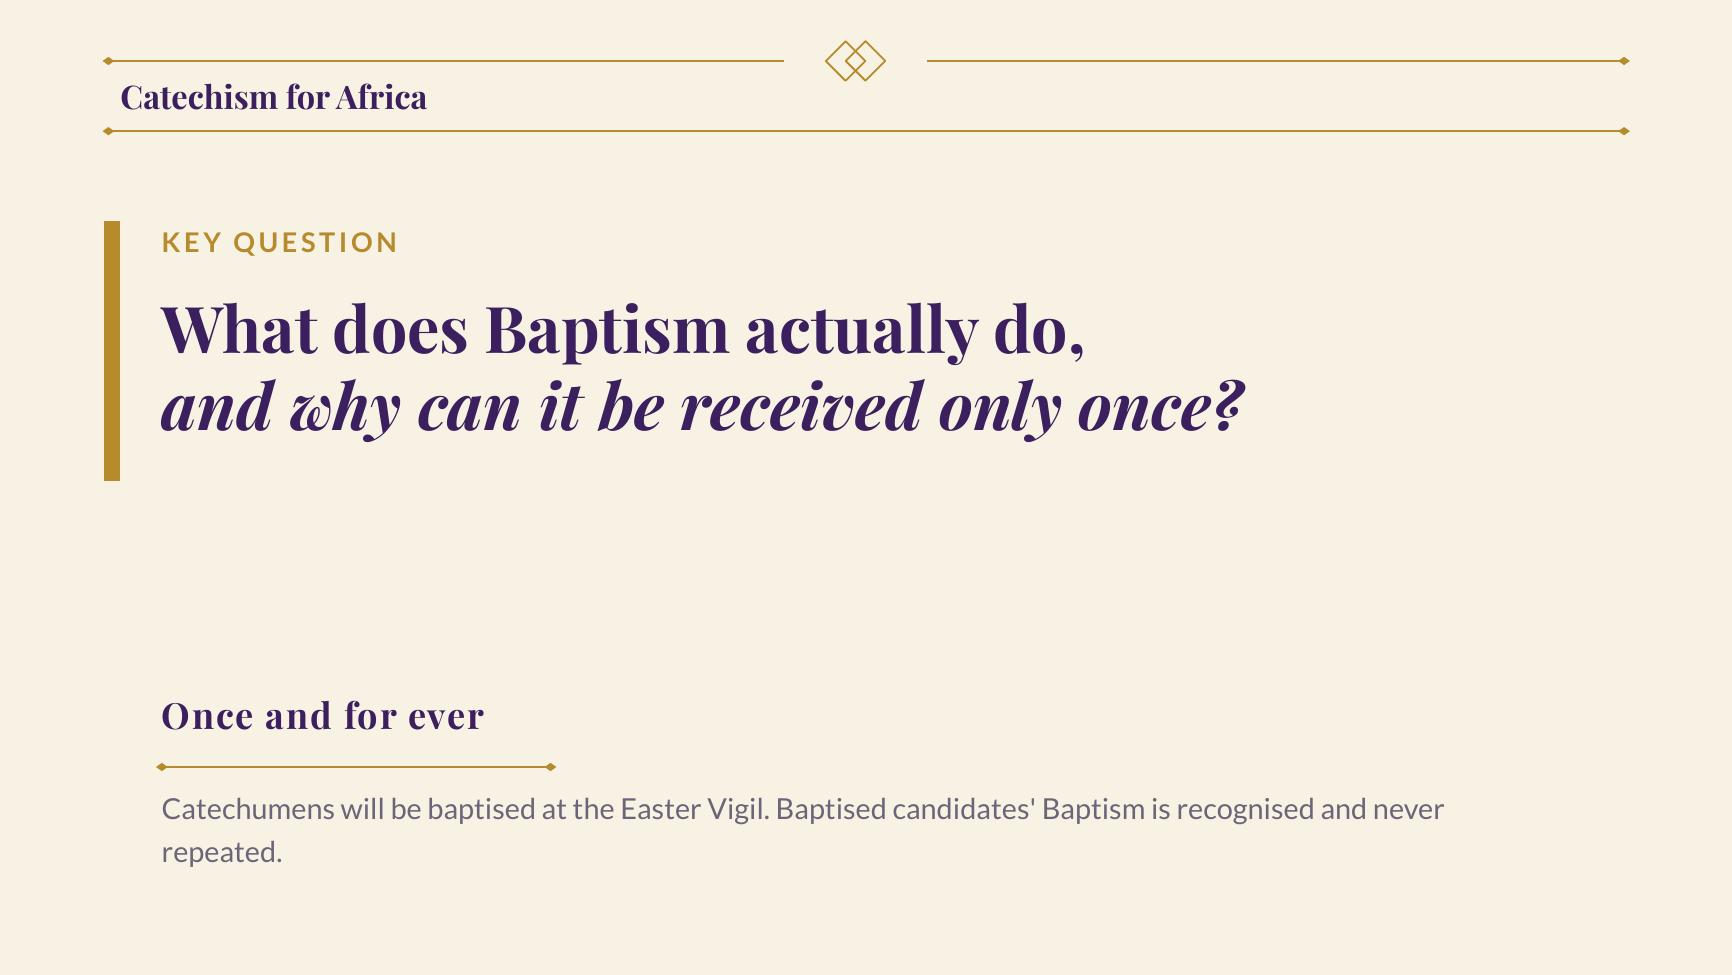 Catechism for Africa
KEY QUESTION
What does Baptism actually do,
and why can it be received only once?
Once and for ever
Catechumens will be baptised at the Easter Vigil. Baptised candidates' Baptism is recognised and never
repeated.